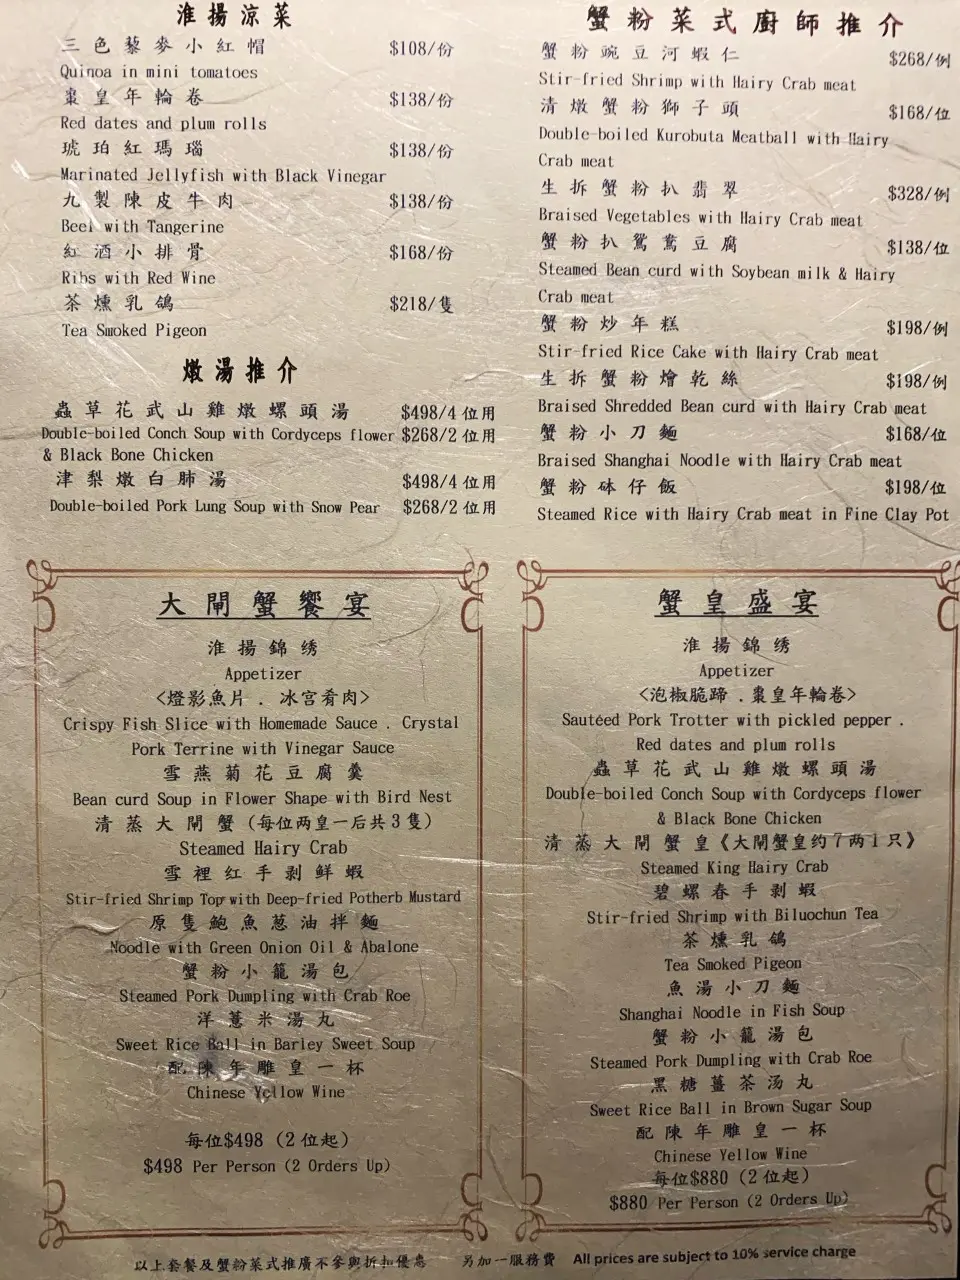 淮揚涼菜
三色藜麥小紅帽 $108/份
Quinoa in mini tomatoes
棗皇年輪卷 $138/份
Red dates and plum rolls
琥珀紅瑪瑙 $138/份
Marinated Jellyfish with Black Vinegar
九製陳皮牛肉 $138/份
Beef with Tangerine
紅酒小排骨 $168/份
Ribs with Red Wine
茶燻乳鴿 $218/隻
Tea Smoked Pigeon
燉湯推介
蟲草花武山雞燉螺頭湯 $498/4 位用
Double-boiled Conch Soup with Cordyceps flower $268/2 位用
& Black Bone Chicken
津梨燉白肺湯 $498/4 位用
Double-boiled Pork Lung Soup with Snow Pear $268/2 位用
蟹粉菜式廚師推介
蟹粉豌豆河蝦仁 $268/例
Stir-fried Shrimp with Hairy Crab meat
清燉蟹粉獅子頭 $168/位
Double-boiled Kurobuta Meatball with Hairy
Crab meat
生拆蟹粉扒翡翠 $328/例
Braised Vegetables with Hairy Crab meat
蟹粉扒鴛鴦豆腐 $138/位
Steamed Bean curd with Soybean milk & Hairy
Crab meat
蟹粉炒年糕 $198/例
Stir-fried Rice Cake with Hairy Crab meat
生拆蟹粉燴乾絲 $198/例
Braised Shredded Bean curd with Hairy Crab meat
蟹粉小刀麵 $168/位
Braised Shanghai Noodle with Hairy Crab meat
蟹粉砵仔飯 $198/位
Steamed Rice with Hairy Crab meat in Fine Clay Pot
大閘蟹饗宴
淮揚錦绣
Appetizer
<燈影魚片．冰宮肴肉>
Crispy Fish Slice with Homemade Sauce . Crystal
Pork Terrine with Vinegar Sauce
雪燕菊花豆腐羹
Bean curd Soup in Flower Shape with Bird Nest
清蒸大閘蟹 (每位两皇一后共3隻)
Steamed Hairy Crab
雪裡红手剥鮮蝦
Stir-fried Shrimp Top with Deep-fried Potherb Mustard
原隻鮑魚葱油拌麵
Noodle with Green Onion Oil & Abalone
蟹粉小籠湯包
Steamed Pork Dumpling with Crab Roe
洋薏米湯丸
Sweet Rice Ball in Barley Sweet Soup
配陳年雕皇一杯
Chinese Yellow Wine
每位$498 (2位起)
$498 Per Person (2 Orders Up)
蟹皇盛宴
淮揚錦绣
Appetizer
<泡椒脆蹄．棗皇年輪卷>
Sautéed Pork Trotter with pickled pepper .
Red dates and plum rolls
蟲草花武山雞燉螺頭湯
Double-boiled Conch Soup with Cordyceps flower
& Black Bone Chicken
清蒸大閘蟹皇《大閘蟹皇约7两1只》
Steamed King Hairy Crab
碧螺春手剥蝦
Stir-fried Shrimp with Biluochun Tea
茶燻乳鴿
Tea Smoked Pigeon
魚湯小刀麵
Shanghai Noodle in Fish Soup
蟹粉小籠湯包
Steamed Pork Dumpling with Crab Roe
黑糖薑茶汤丸
Sweet Rice Ball in Brown Sugar Soup
配陳年雕皇一杯
Chinese Yellow Wine
每位$880 (2位起)
$880 Per Person (2 Orders Up)
以上套餐及蟹粉菜式推廣不參與折扣優惠 另加一服務費 All prices are subject to 10% service charge